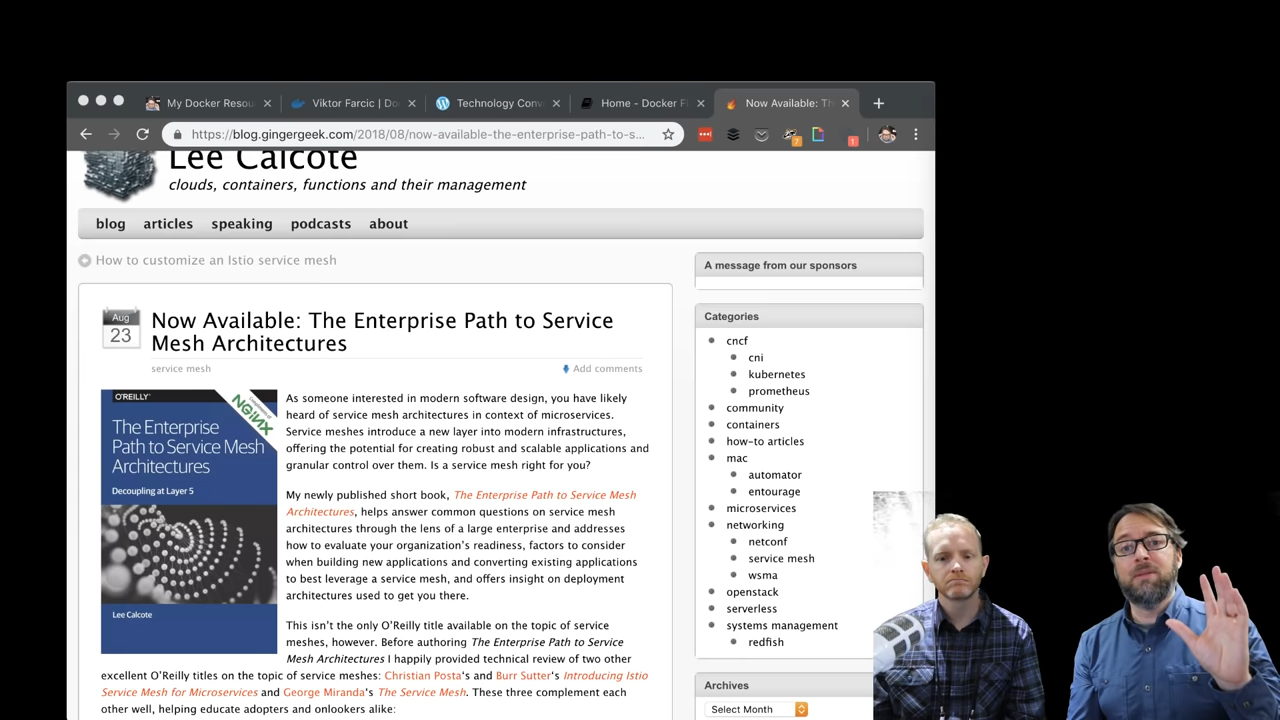 My Docker Resou
Viktor Farcic | Do
Technology Conv
Home - Docker F
Now Available: Th
https://blog.gingergeek.com/2018/08/now-available-the-enterprise-path-to-s...
7
1
Lee Calcote
clouds, containers, functions and their management
blog articles speaking podcasts about
How to customize an Istio service mesh
Aug
23
Now Available: The Enterprise Path to Service
Mesh Architectures
service mesh
Add comments
O'REILLY
NGINX
The Enterprise
Path to Service Mesh
Architectures
Decoupling at Layer 5
Lee Calcote
As someone interested in modern software design, you have likely
heard of service mesh architectures in context of microservices.
Service meshes introduce a new layer into modern infrastructures,
offering the potential for creating robust and scalable applications and
granular control over them. Is a service mesh right for you?
My newly published short book, The Enterprise Path to Service Mesh
Architectures, helps answer common questions on service mesh
architectures through the lens of a large enterprise and addresses
how to evaluate your organization's readiness, factors to consider
when building new applications and converting existing applications
to best leverage a service mesh, and offers insight on deployment
architectures used to get you there.
This isn't the only O'Reilly title available on the topic of service
meshes, however. Before authoring The Enterprise Path to Service
Mesh Architectures I happily provided technical review of two other
excellent O'Reilly titles on the topic of service meshes: Christian Posta's and Burr Sutter's Introducing Istio
Service Mesh for Microservices and George Miranda's The Service Mesh. These three complement each
other well, helping educate adopters and onlookers alike:
A message from our sponsors
Categories
cncf
cni
kubernetes
prometheus
community
containers
how-to articles
mac
automator
entourage
microservices
networking
netconf
service mesh
wsma
openstack
serverless
systems management
redfish
Archives
Select Month